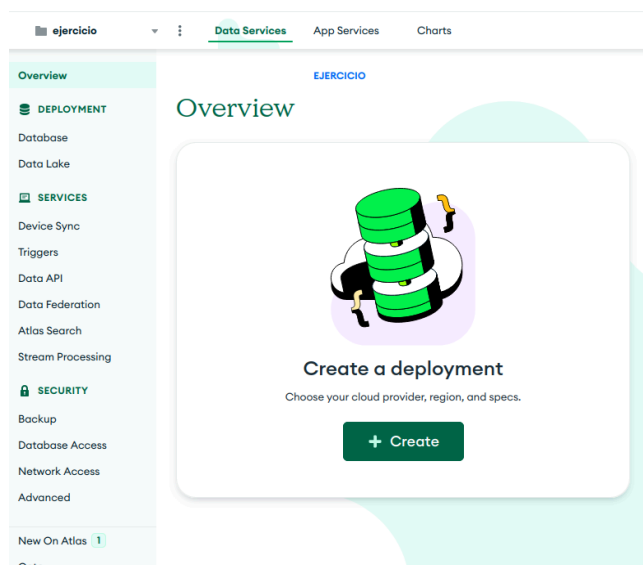 ejercicio
Data Services
App Services
Charts
Overview
DEPLOYMENT
Database
Data Lake
SERVICES
Device Sync
Triggers
Data API
Data Federation
Atlas Search
Stream Processing
SECURITY
Backup
Database Access
Network Access
Advanced
New On Atlas 1
EJERCICIO
Overview
Create a deployment
Choose your cloud provider, region, and specs.
+ Create